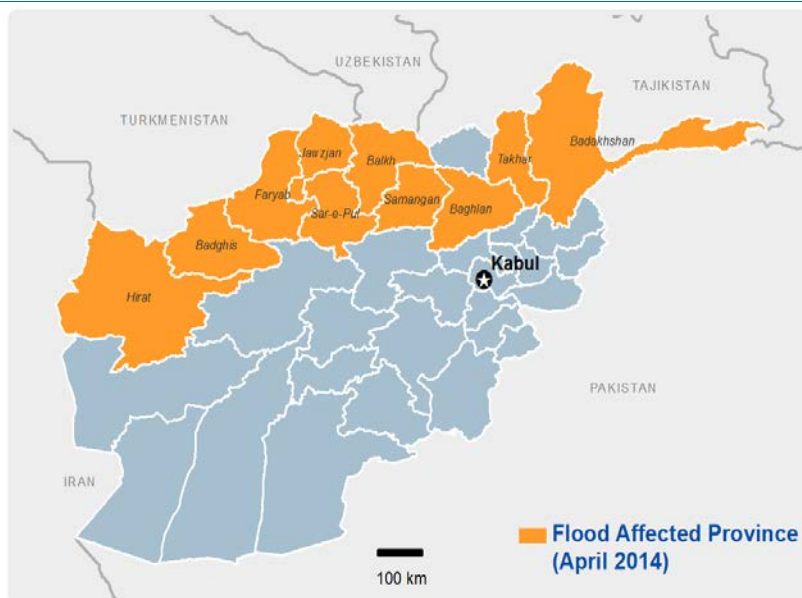 UZBEKISTAN
TAJIKISTAN
TURKMENISTAN
Badakhshan
Jawzjan
Balkh
Takhar
Faryab
Samangan
Sar-e-Pul
Baghlan
Badghis
Kabul
Hirat
PAKISTAN
IRAN
Flood Affected Province
(April 2014)
100 km